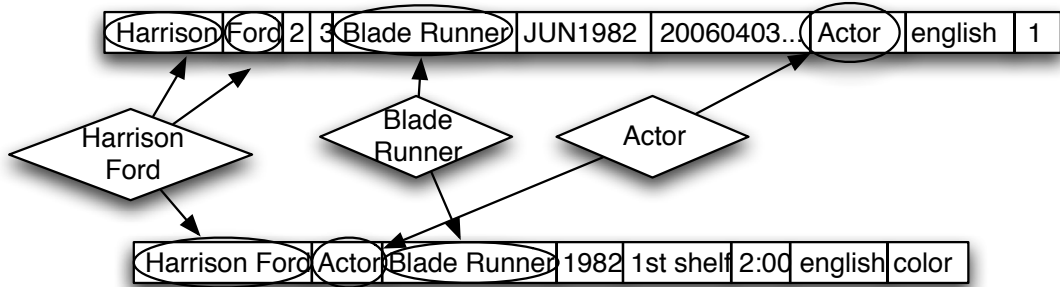 Harrison Ford 2 3 Blade Runner JUN1982 20060403... Actor english 1
Harrison
Ford
Blade
Runner
Actor
Harrison Ford Actor Blade Runner 1982 1st shelf 2:00 english color